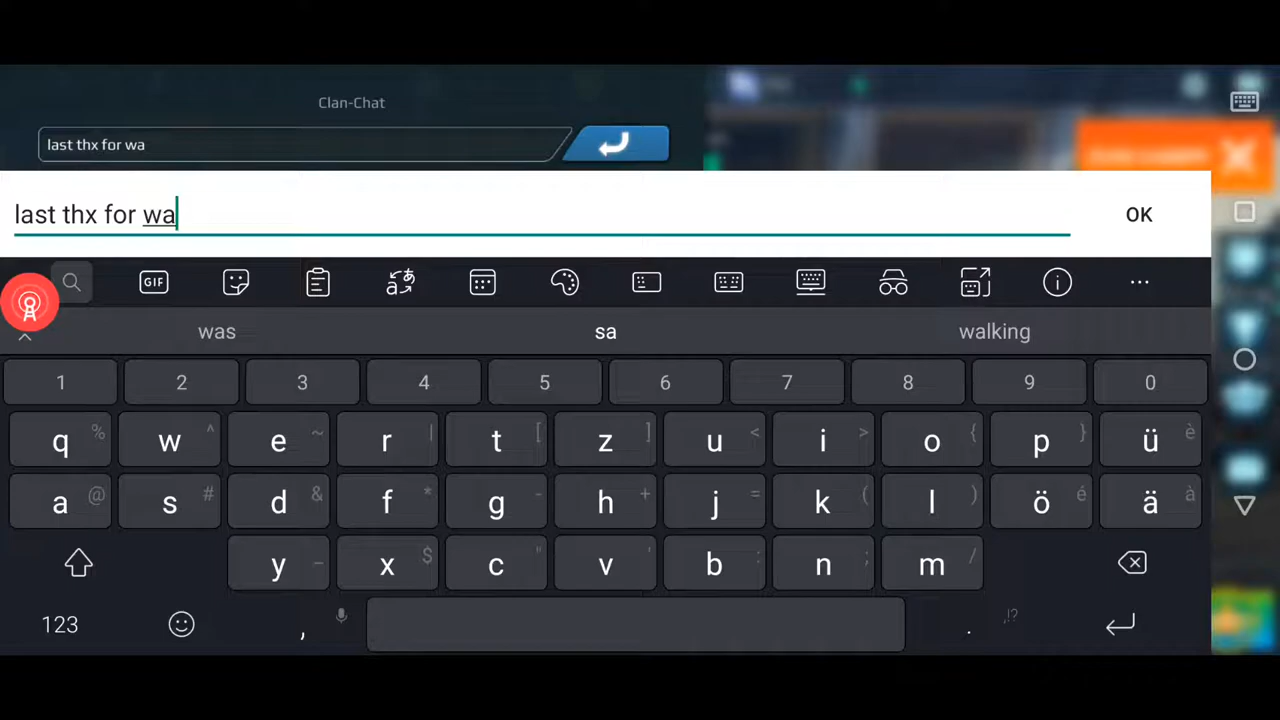 Clan-Chat
last thx for wa
last thx for wa
OK
GIF
was sa walking
1 2 3 4 5 6 7 8 9 0
q % w ^ e ~ r | t [ z ] u < i > o { p } ü è
a @ s # d & f * g - h + j = k ( l ) ö é ä à
y _ x $ c " v ' b : n ; m /
123 , . ,!?